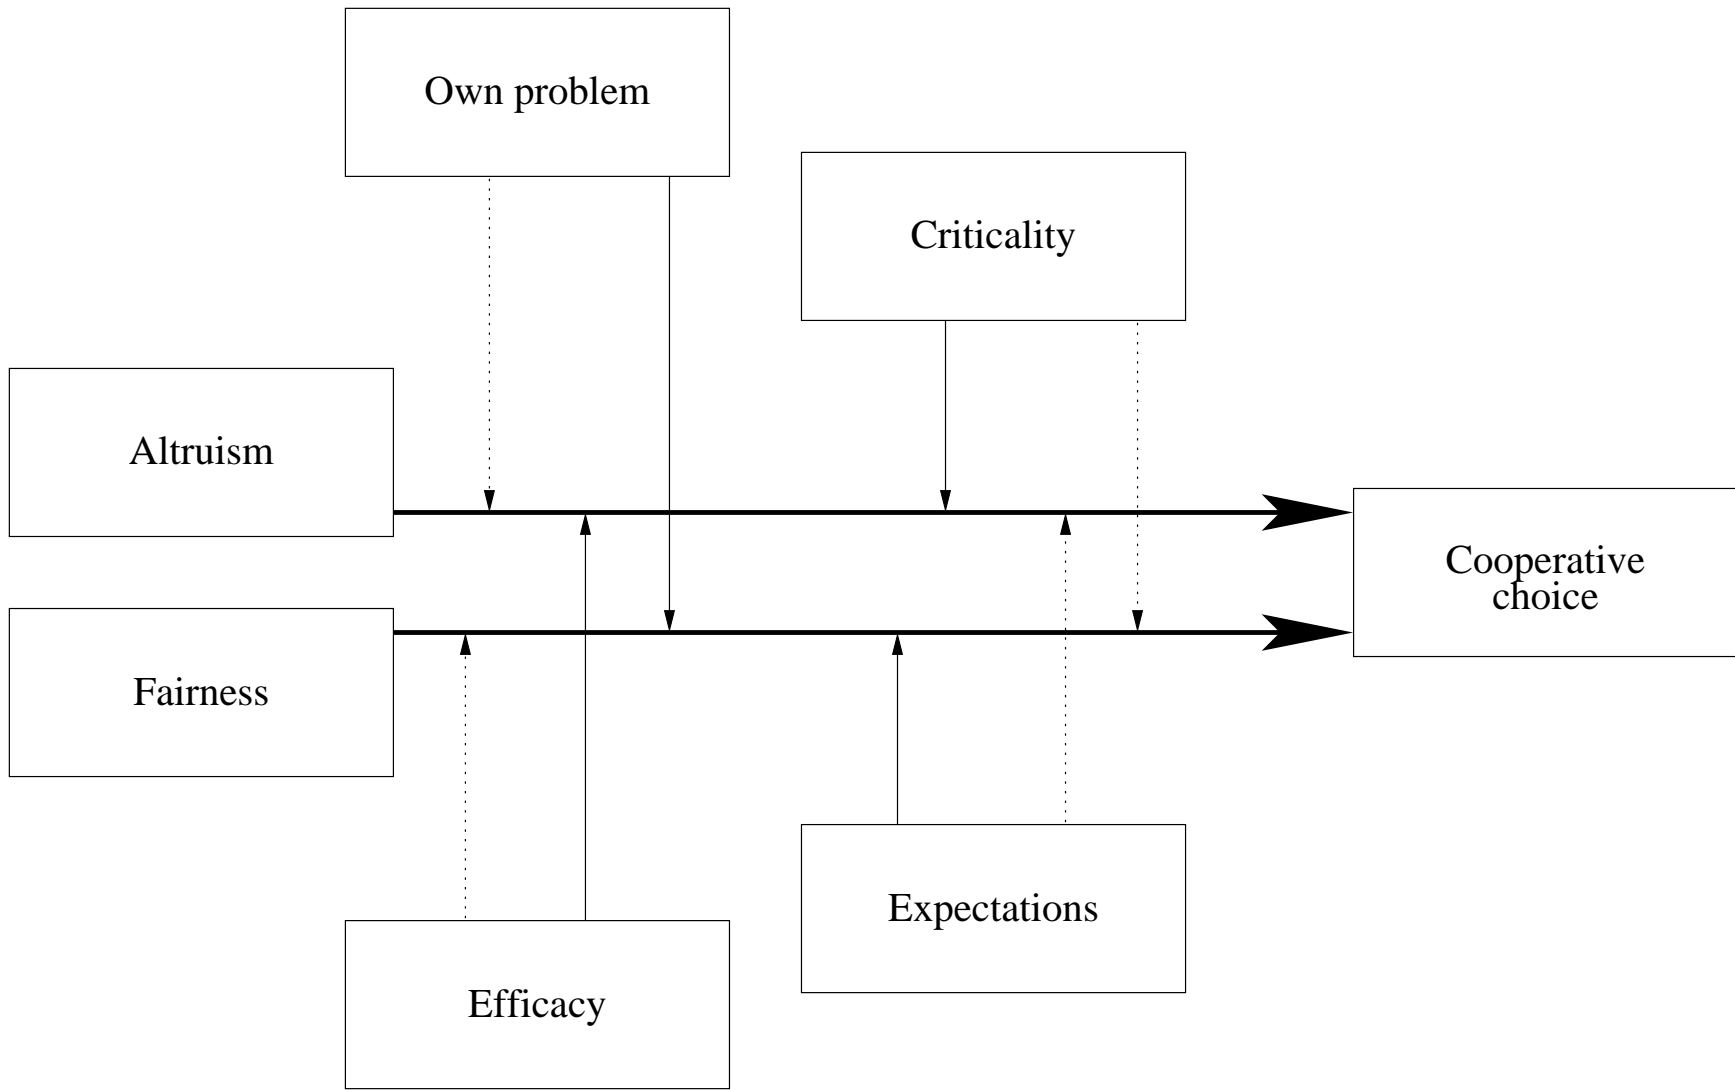 Own problem
Criticality
Altruism
Cooperative
choice
Fairness
Expectations
Efficacy